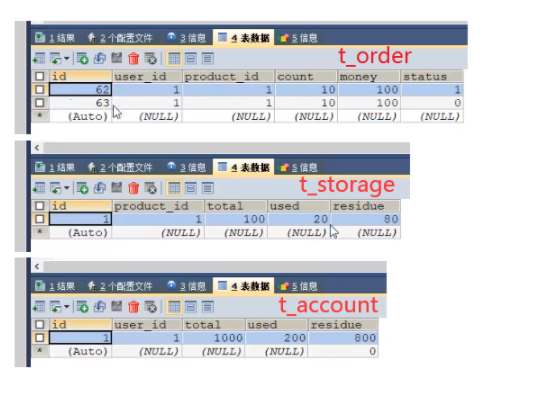 1 结果 2 个配置文件 3 信息 4 表数据 5 信息
t_order
id user_id product_id count money status
62 1 1 10 100 1
63 1 1 10 100 0
* (Auto) (NULL) (NULL) (NULL) (NULL) (NULL)
<
1 结果 2 个配置文件 3 信息 4 表数据 5 信息
t_storage
id product_id total used residue
1 1 100 20 80
* (Auto) (NULL) (NULL) (NULL) (NULL)
<
1 结果 2 个配置文件 3 信息 4 表数据 5 信息
t_account
id user_id total used residue
1 1 1000 200 800
* (Auto) (NULL) (NULL) (NULL) 0